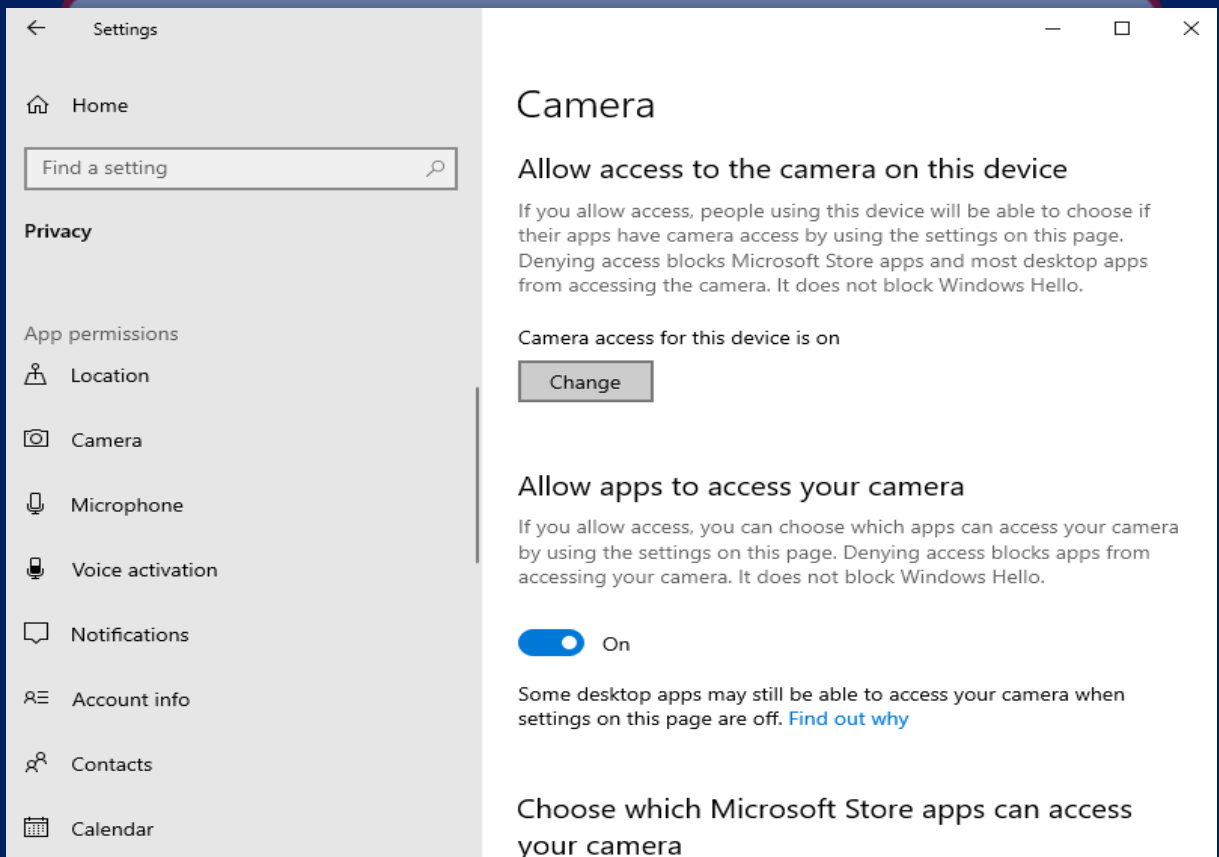 Settings
Home
Find a setting
Privacy
App permissions
Location
Camera
Microphone
Voice activation
Notifications
Account info
Contacts
Calendar
Camera
Allow access to the camera on this device
If you allow access, people using this device will be able to choose if
their apps have camera access by using the settings on this page.
Denying access blocks Microsoft Store apps and most desktop apps
from accessing the camera. It does not block Windows Hello.
Camera access for this device is on
Change
Allow apps to access your camera
If you allow access, you can choose which apps can access your camera
by using the settings on this page. Denying access blocks apps from
accessing your camera. It does not block Windows Hello.
On
Some desktop apps may still be able to access your camera when
settings on this page are off. Find out why
Choose which Microsoft Store apps can access
your camera